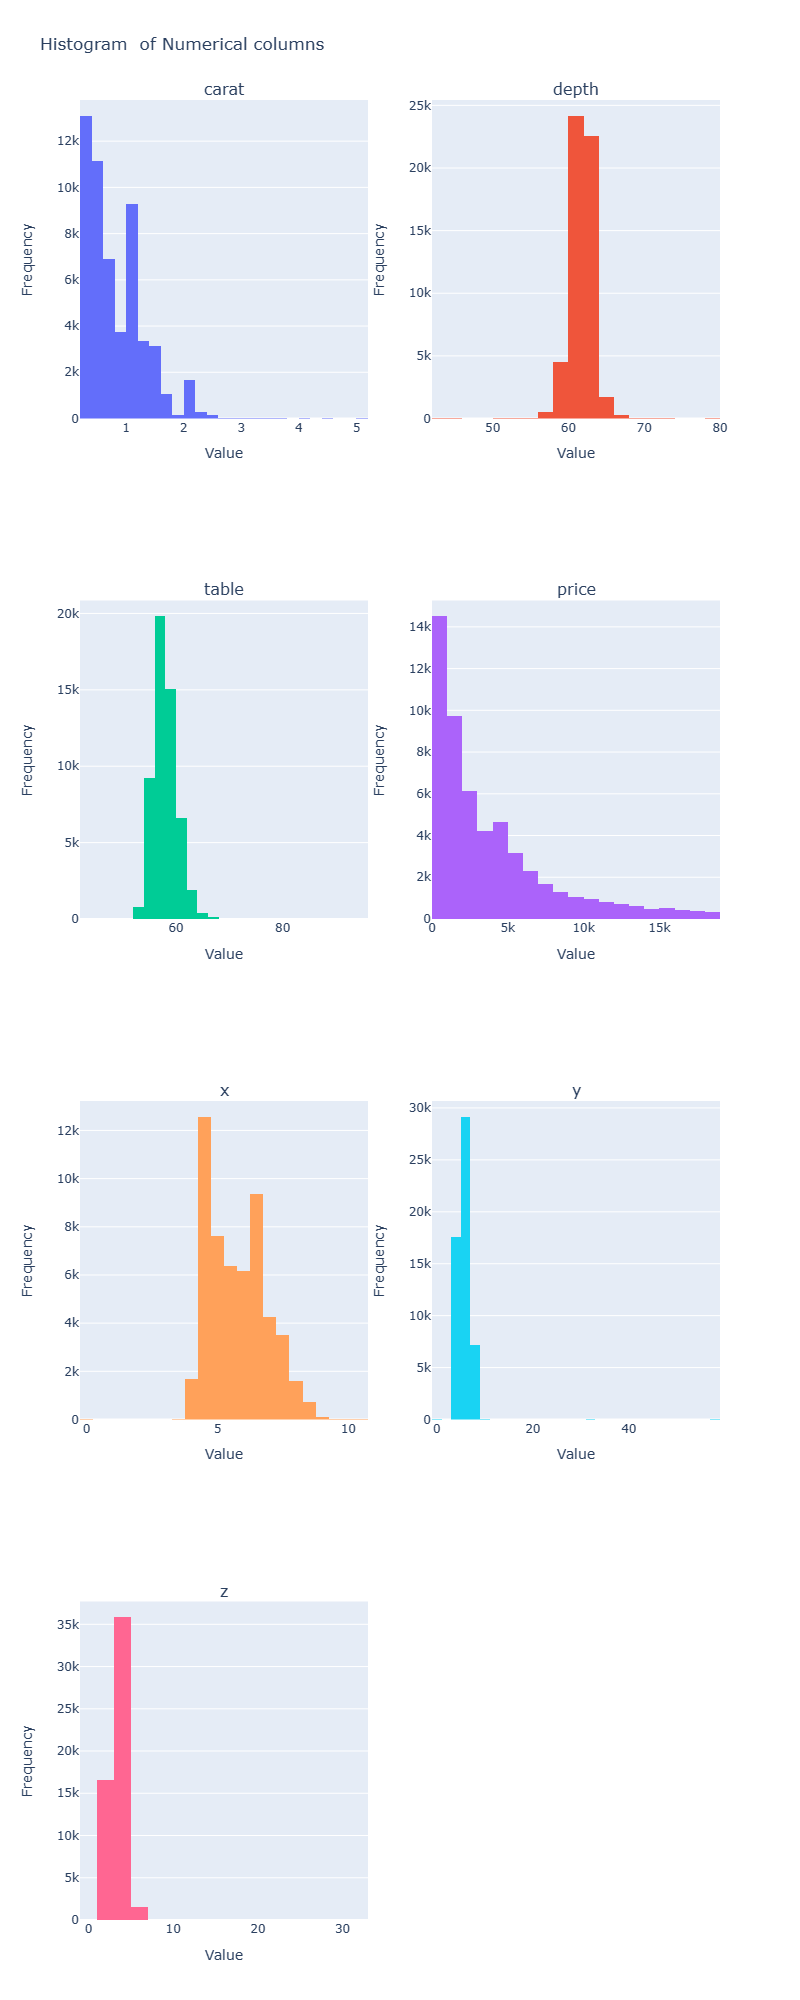 Histogram  of Numerical columns
carat
Frequency
12k
10k
8k
6k
4k
2k
0
1
2
3
4
5
Value
depth
Frequency
25k
20k
15k
10k
5k
0
50
60
70
80
Value
table
Frequency
20k
15k
10k
5k
0
60
80
Value
price
Frequency
14k
12k
10k
8k
6k
4k
2k
0
0
5k
10k
15k
Value
x
Frequency
12k
10k
8k
6k
4k
2k
0
0
5
10
Value
y
Frequency
30k
25k
20k
15k
10k
5k
0
0
20
40
Value
z
Frequency
35k
30k
25k
20k
15k
10k
5k
0
0
10
20
30
Value